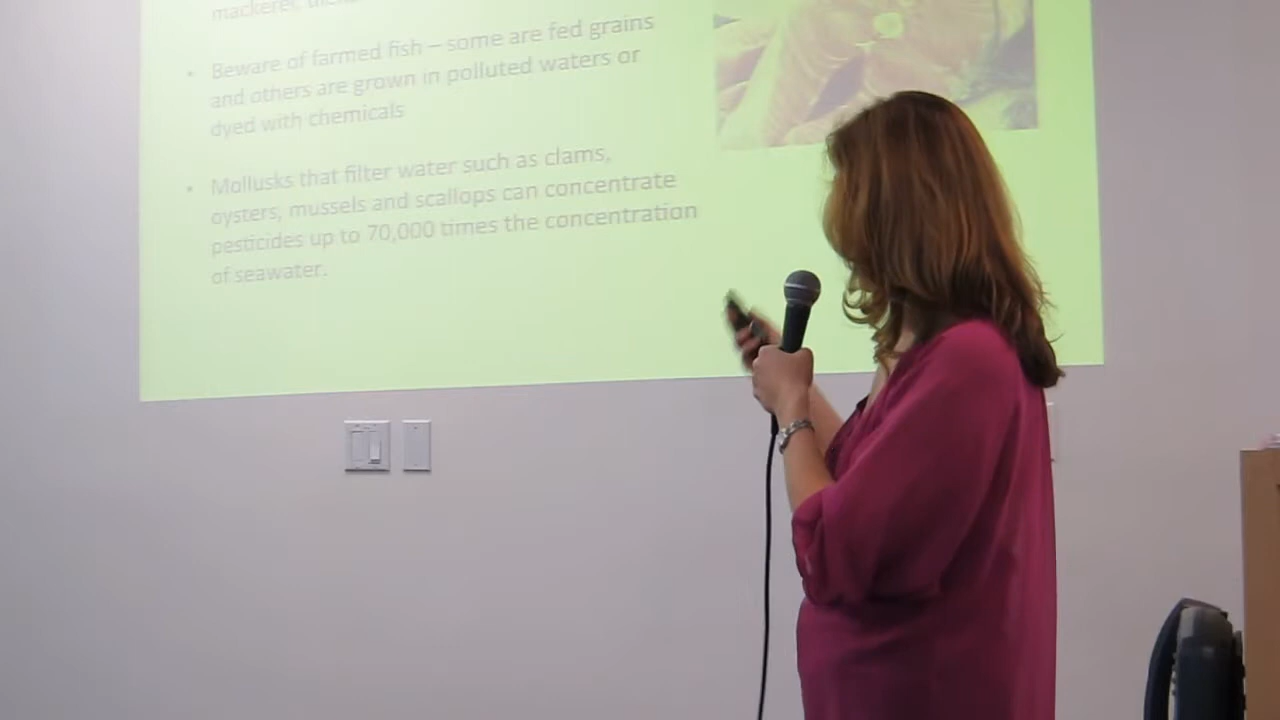 mackerel,
• Beware of farmed fish – some are fed grains
and others are grown in polluted waters or
dyed with chemicals
• Mollusks that filter water such as clams,
oysters, mussels and scallops can concentrate
pesticides up to 70,000 times the concentration
of seawater.